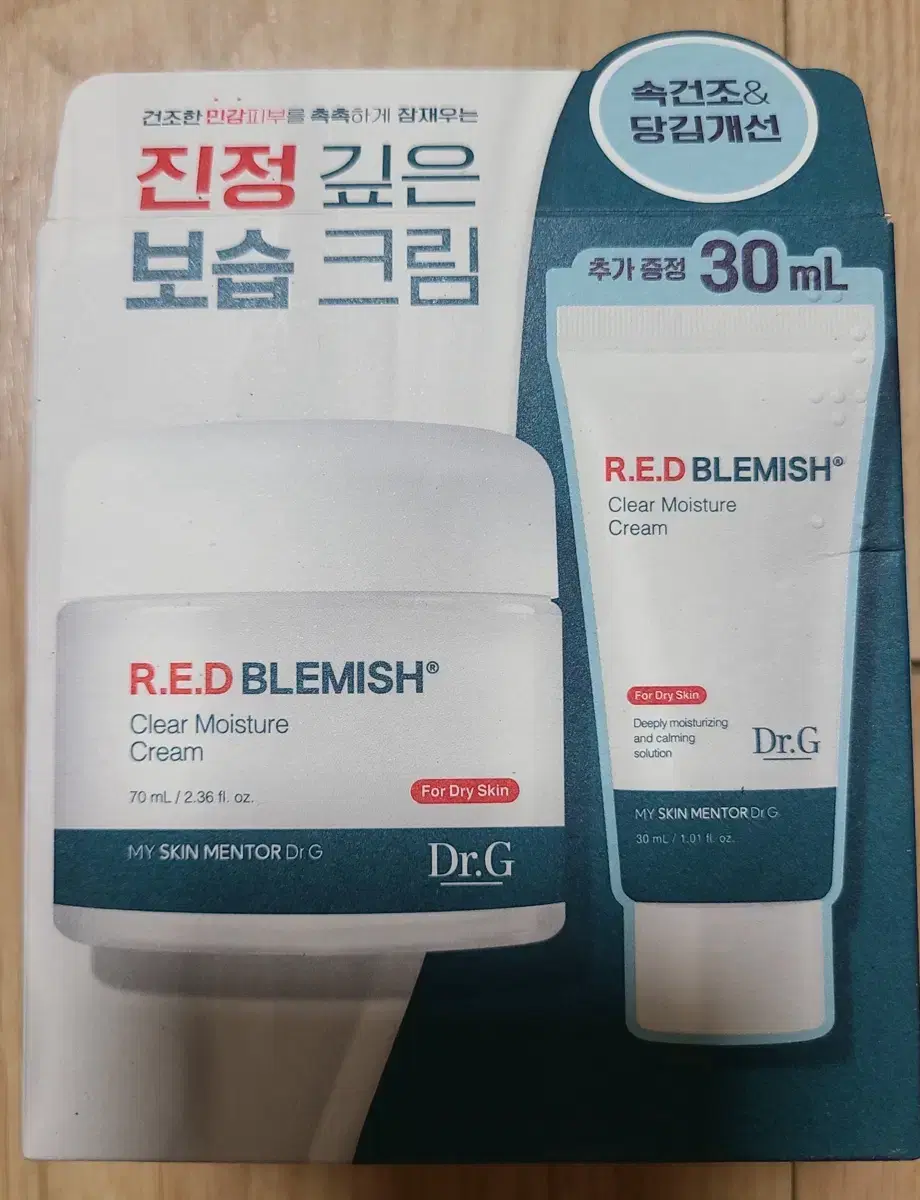 건조한 민감피부를 촉촉하게 잠재우는
진정 깊은
보습 크림
속건조&
당김개선
추가 증정 30 mL
R.E.D BLEMISH®
Clear Moisture
Cream
For Dry Skin
Deeply moisturizing
and calming
solution
Dr.G
MY SKIN MENTOR Dr.G
30 mL / 1.01 fl. oz.
R.E.D BLEMISH®
Clear Moisture
Cream
70 mL / 2.36 fl. oz.
For Dry Skin
MY SKIN MENTOR Dr.G
Dr.G